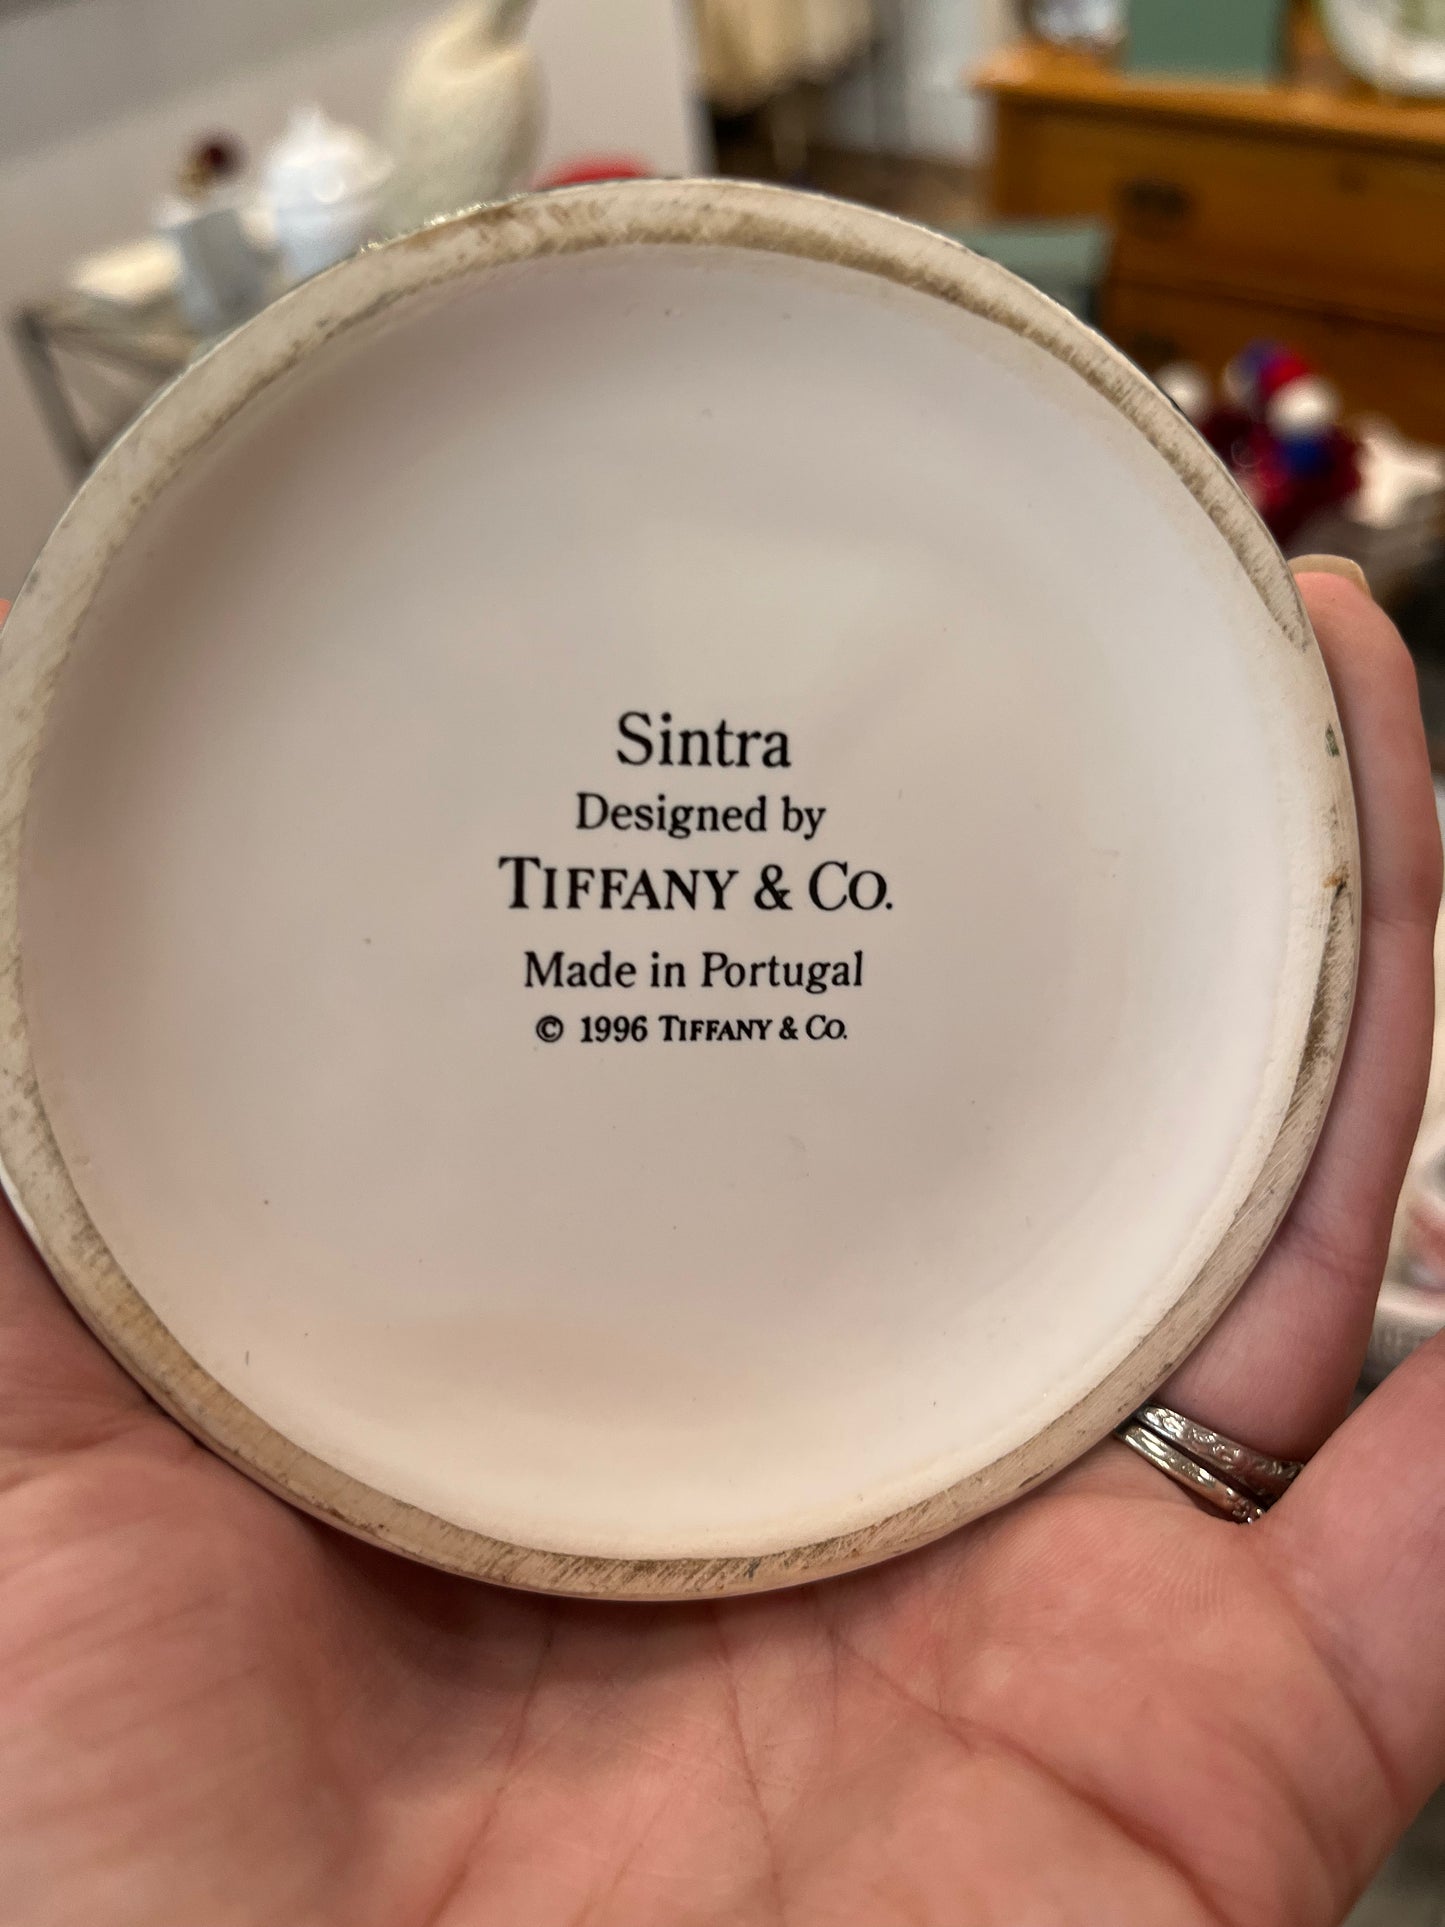 Sintra
Designed by
TIFFANY & CO.
Made in Portugal
© 1996 TIFFANY & CO.